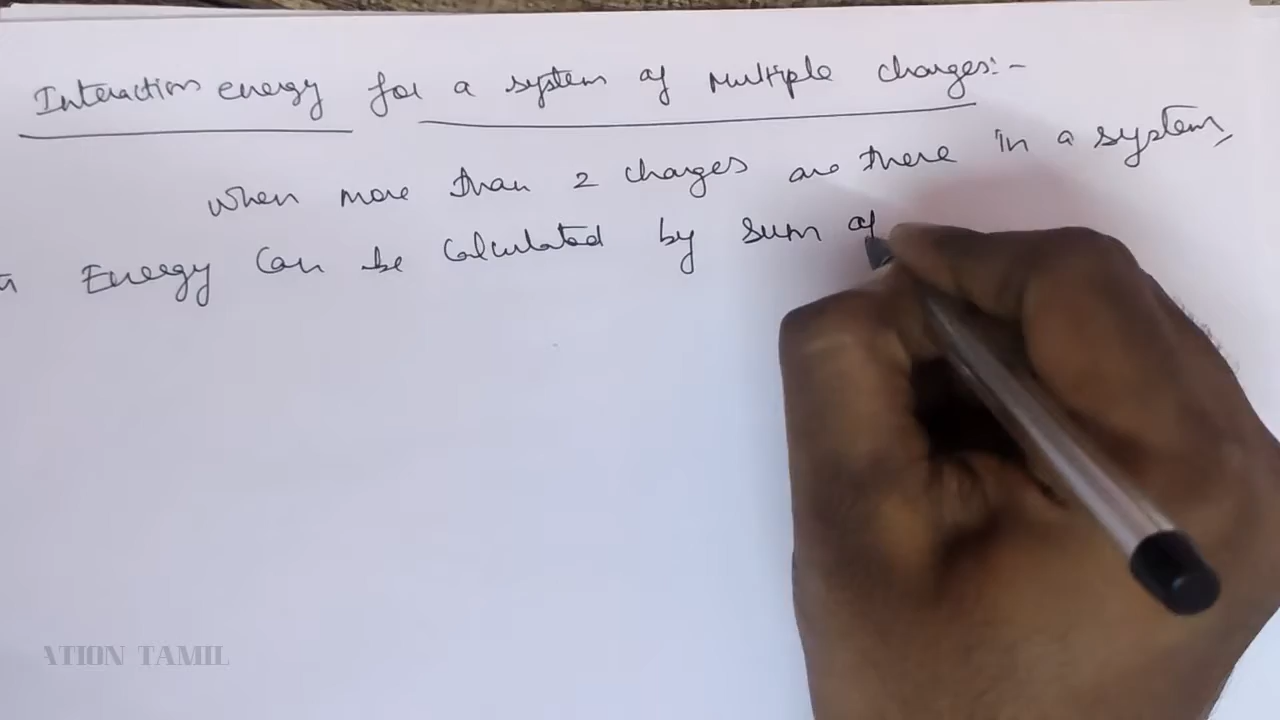 Interaction energy for a system of Multiple charges:-
when more than 2 charges are there in a system,
Energy can be calculated by sum of
ATION TAMIL